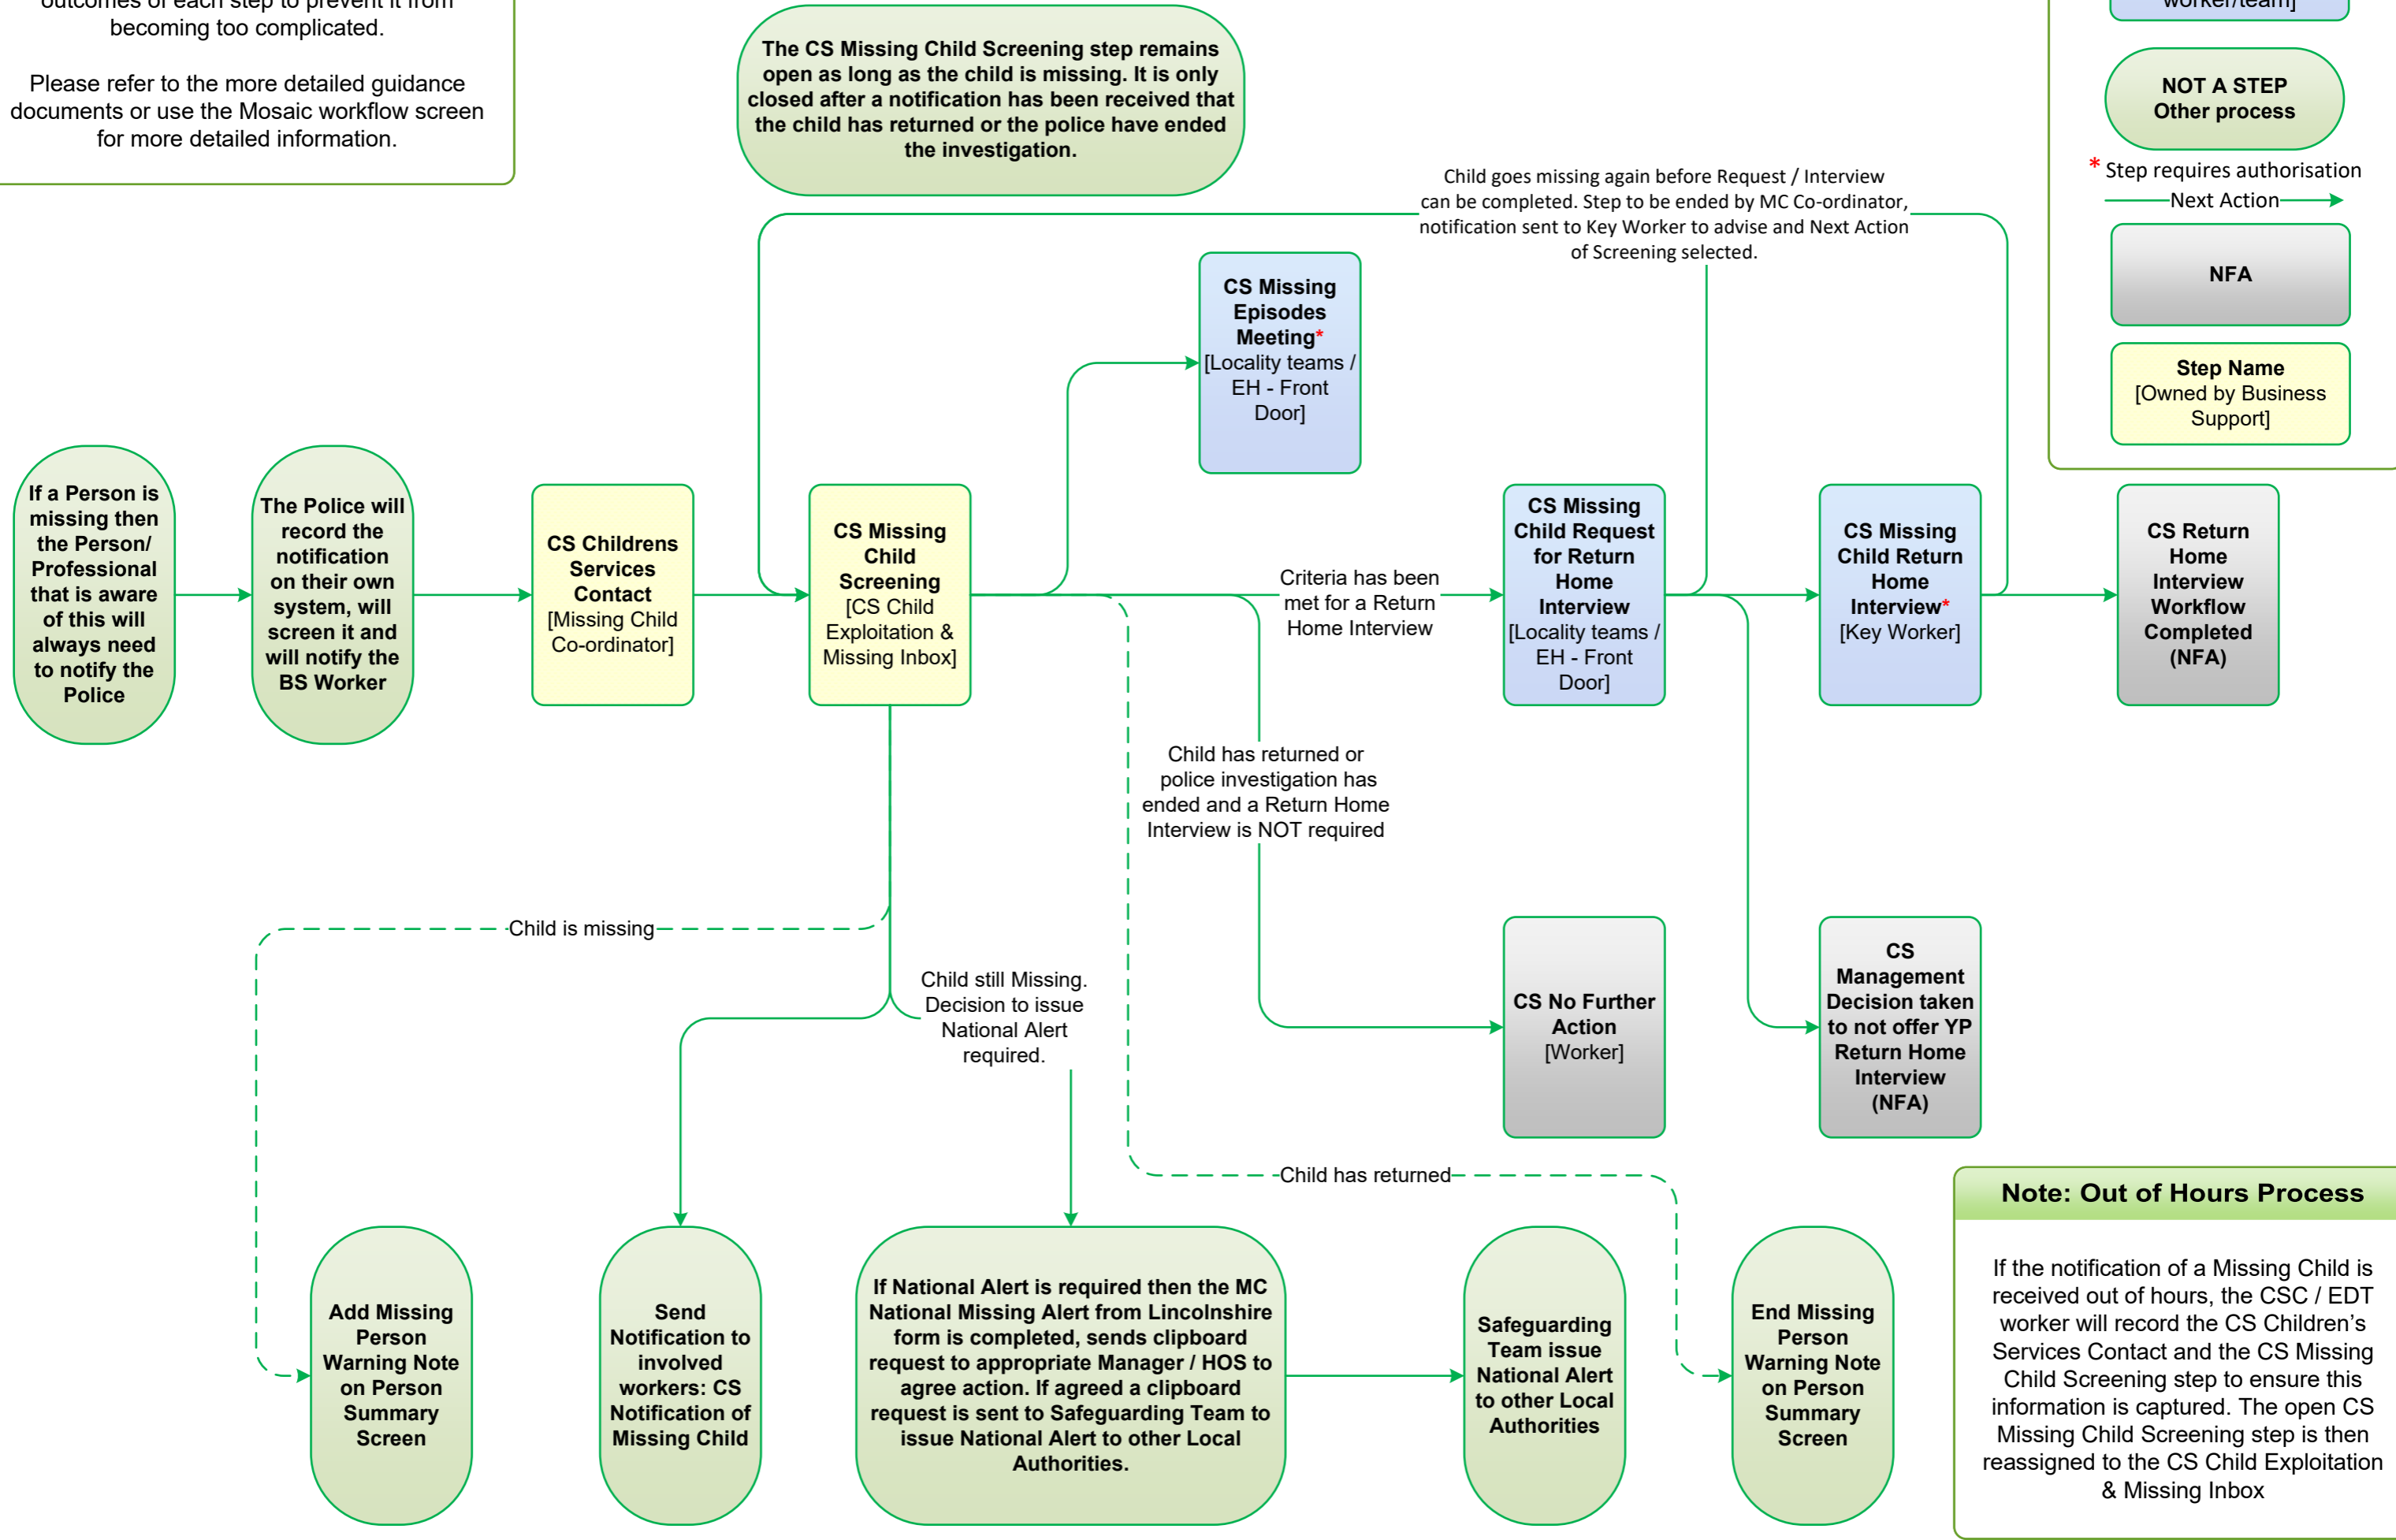 outcomes of each step to prevent it from
becoming too complicated.
Please refer to the more detailed guidance
documents or use the Mosaic workflow screen
for more detailed information.
The CS Missing Child Screening step remains
open as long as the child is missing. It is only
closed after a notification has been received that
the child has returned or the police have ended
the investigation.
worker/team]
NOT A STEP
Other process
* Step requires authorisation
Next Action
NFA
Step Name
[Owned by Business
Support]
Child goes missing again before Request / Interview
can be completed. Step to be ended by MC Co-ordinator,
notification sent to Key Worker to advise and Next Action
of Screening selected.
CS Missing
Episodes
Meeting*
[Locality teams /
EH - Front
Door]
If a Person is
missing then
the Person/
Professional
that is aware
of this will
always need
to notify the
Police
The Police will
record the
notification
on their own
system, will
screen it and
will notify the
BS Worker
CS Childrens
Services
Contact
[Missing Child
Co-ordinator]
CS Missing
Child
Screening
[CS Child
Exploitation &
Missing Inbox]
Criteria has been
met for a Return
Home Interview
CS Missing
Child Request
for Return
Home
Interview
[Locality teams /
EH - Front
Door]
CS Missing
Child Return
Home
Interview*
[Key Worker]
CS Return
Home
Interview
Workflow
Completed
(NFA)
Child has returned or
police investigation has
ended and a Return Home
Interview is NOT required
Child is missing
Child still Missing.
Decision to issue
National Alert
required.
CS No Further
Action
[Worker]
CS
Management
Decision taken
to not offer YP
Return Home
Interview
(NFA)
Child has returned
Add Missing
Person
Warning Note
on Person
Summary
Screen
Send
Notification to
involved
workers: CS
Notification of
Missing Child
If National Alert is required then the MC
National Missing Alert from Lincolnshire
form is completed, sends clipboard
request to appropriate Manager / HOS to
agree action. If agreed a clipboard
request is sent to Safeguarding Team to
issue National Alert to other Local
Authorities.
Safeguarding
Team issue
National Alert
to other Local
Authorities
End Missing
Person
Warning Note
on Person
Summary
Screen
Note: Out of Hours Process
If the notification of a Missing Child is
received out of hours, the CSC / EDT
worker will record the CS Children’s
Services Contact and the CS Missing
Child Screening step to ensure this
information is captured. The open CS
Missing Child Screening step is then
reassigned to the CS Child Exploitation
& Missing Inbox